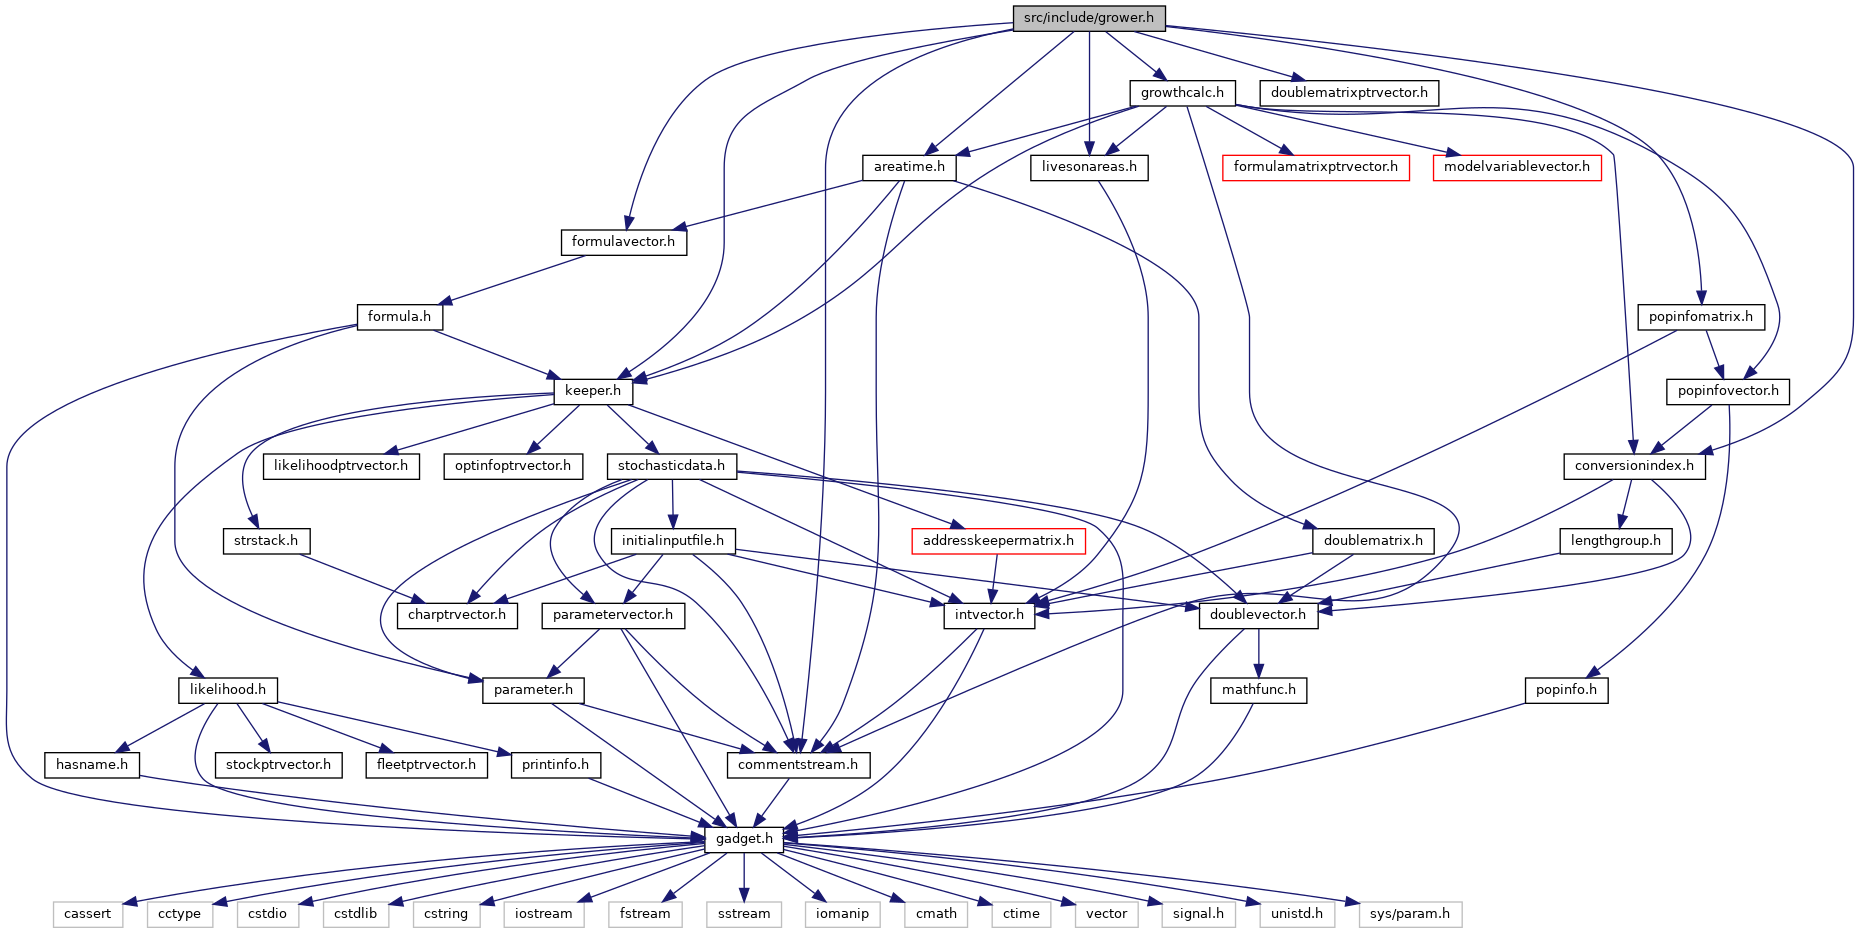 src/include/grower.h
growthcalc.h
doublematrixptrvector.h
areatime.h
livesonareas.h
formulamatrixptrvector.h
modelvariablevector.h
formulavector.h
formula.h
popinfomatrix.h
keeper.h
popinfovector.h
likelihoodptrvector.h
optinfoptrvector.h
stochasticdata.h
conversionindex.h
strstack.h
initialinputfile.h
addresskeepermatrix.h
doublematrix.h
lengthgroup.h
charptrvector.h
parametervector.h
intvector.h
doublevector.h
likelihood.h
parameter.h
mathfunc.h
popinfo.h
hasname.h
stockptrvector.h
fleetptrvector.h
printinfo.h
commentstream.h
gadget.h
cassert
cctype
cstdio
cstdlib
cstring
iostream
fstream
sstream
iomanip
cmath
ctime
vector
signal.h
unistd.h
sys/param.h